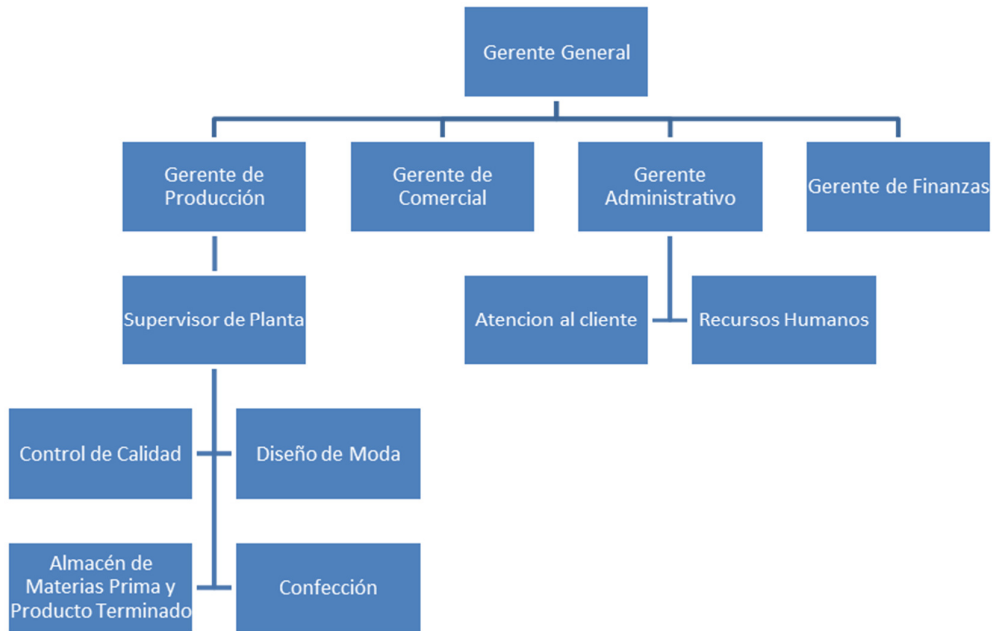 Gerente General
Gerente de
Producción
Gerente de
Comercial
Gerente
Administrativo
Gerente de Finanzas
Supervisor de Planta
Atencion al cliente
Recursos Humanos
Control de Calidad
Diseño de Moda
Almacén de
Materias Prima y
Producto Terminado
Confección